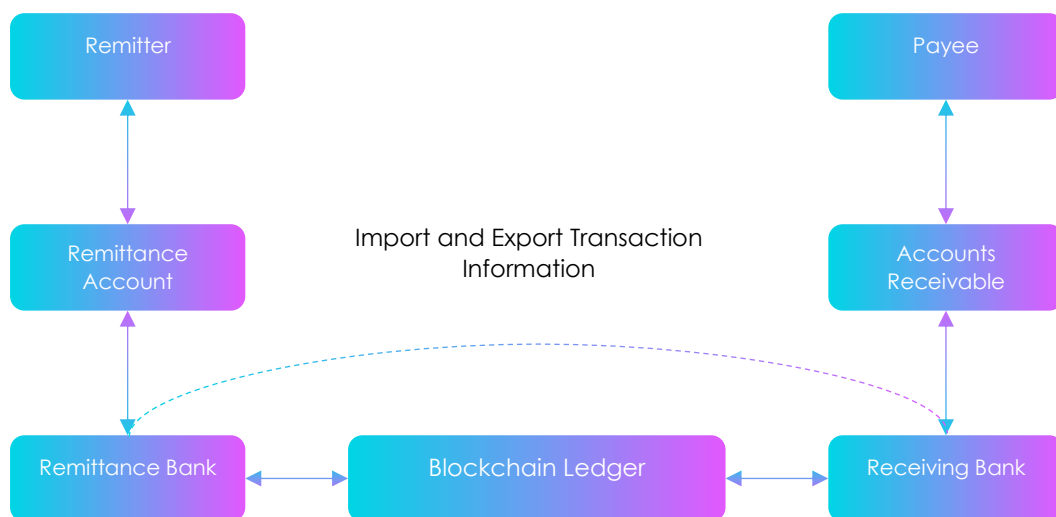 Remitter
Payee
Remittance
Account
Import and Export Transaction
Information
Accounts
Receivable
Remittance Bank
Blockchain Ledger
Receiving Bank